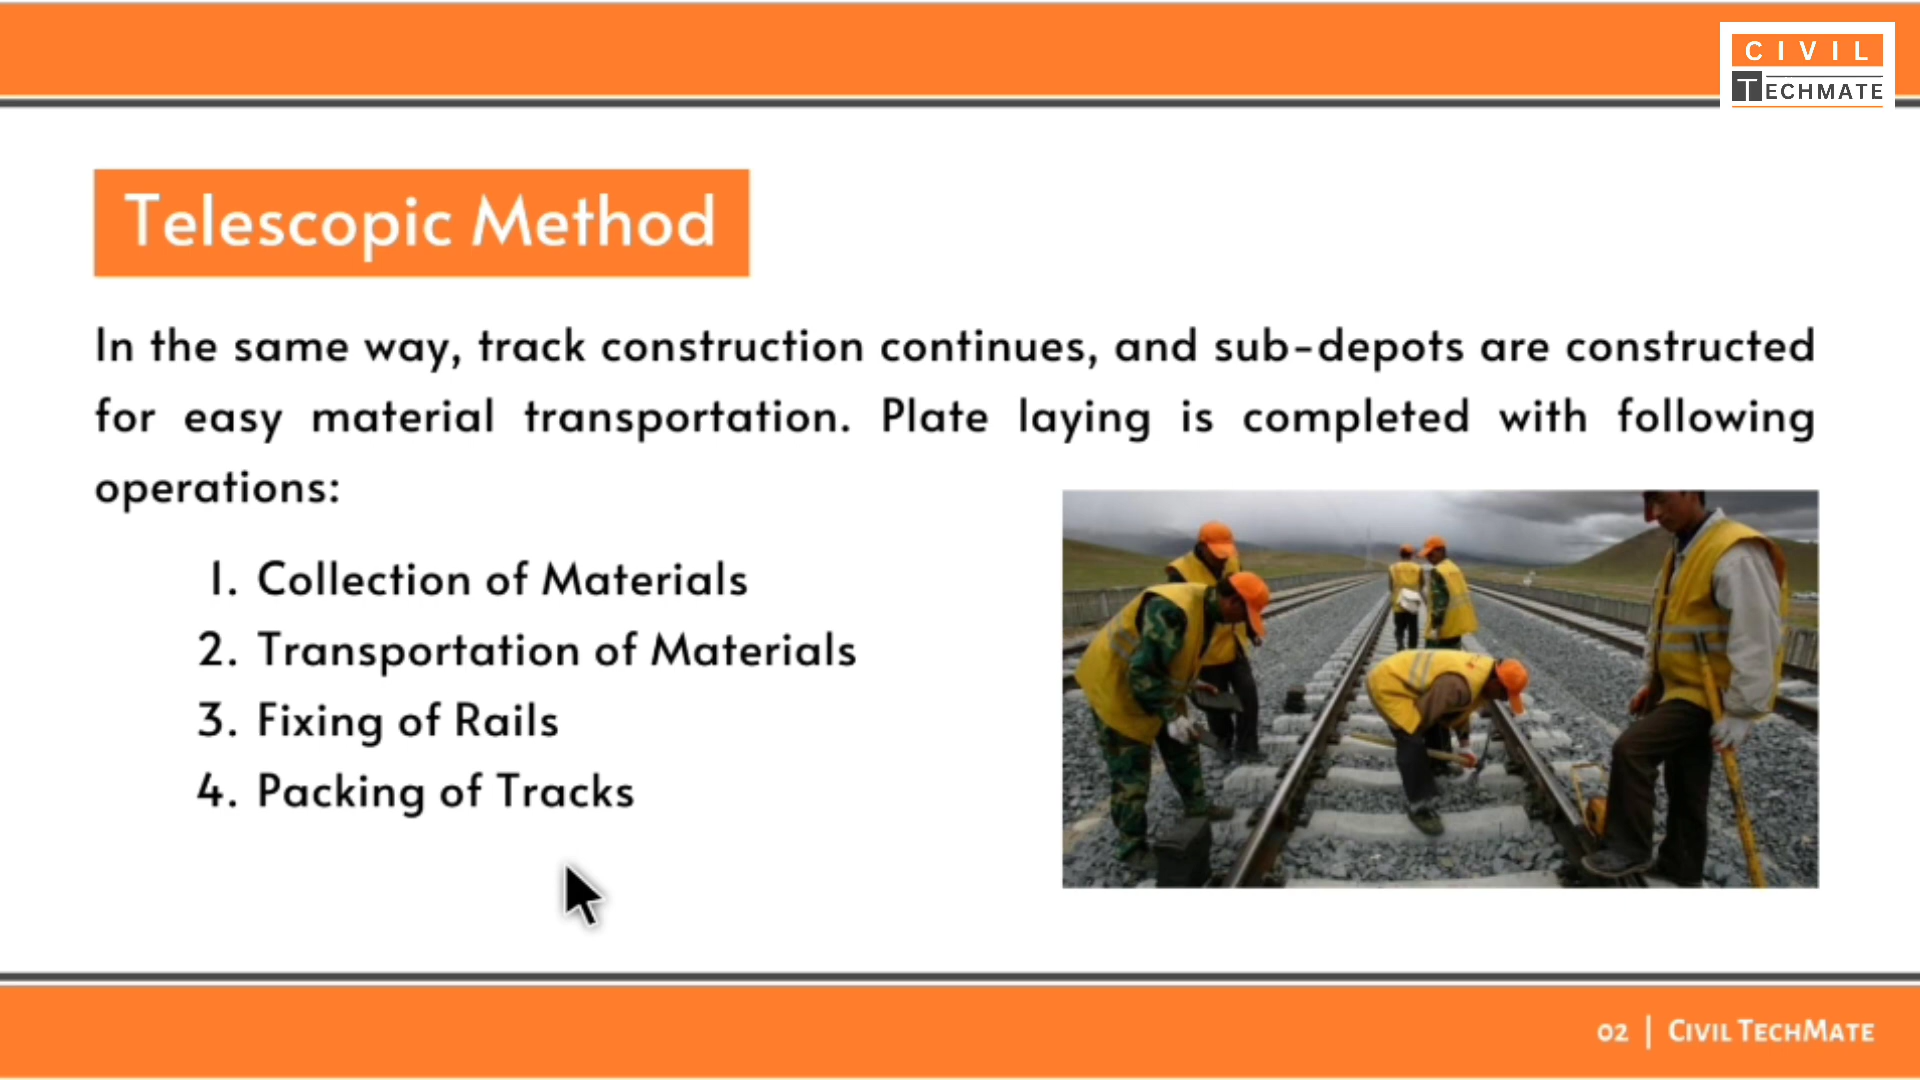 CIVIL
TECHMATE
Telescopic Method
In the same way, track construction continues, and sub-depots are constructed
for easy material transportation. Plate laying is completed with following
operations:
1. Collection of Materials
2. Transportation of Materials
3. Fixing of Rails
4. Packing of Tracks
02 | CIVIL TECHMATE